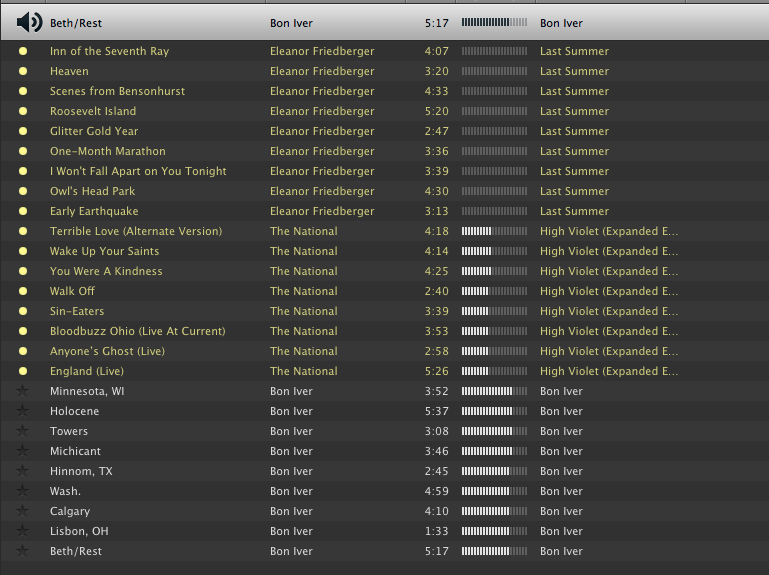 Beth/Rest Bon Iver 5:17 Bon Iver
Inn of the Seventh Ray Eleanor Friedberger 4:07 Last Summer
Heaven Eleanor Friedberger 3:20 Last Summer
Scenes from Bensonhurst Eleanor Friedberger 4:33 Last Summer
Roosevelt Island Eleanor Friedberger 5:20 Last Summer
Glitter Gold Year Eleanor Friedberger 2:47 Last Summer
One-Month Marathon Eleanor Friedberger 3:36 Last Summer
I Won't Fall Apart on You Tonight Eleanor Friedberger 3:39 Last Summer
Owl's Head Park Eleanor Friedberger 4:30 Last Summer
Early Earthquake Eleanor Friedberger 3:13 Last Summer
Terrible Love (Alternate Version) The National 4:18 High Violet (Expanded E...
Wake Up Your Saints The National 4:14 High Violet (Expanded E...
You Were A Kindness The National 4:25 High Violet (Expanded E...
Walk Off The National 2:40 High Violet (Expanded E...
Sin-Eaters The National 3:39 High Violet (Expanded E...
Bloodbuzz Ohio (Live At Current) The National 3:53 High Violet (Expanded E...
Anyone's Ghost (Live) The National 2:58 High Violet (Expanded E...
England (Live) The National 5:26 High Violet (Expanded E...
Minnesota, WI Bon Iver 3:52 Bon Iver
Holocene Bon Iver 5:37 Bon Iver
Towers Bon Iver 3:08 Bon Iver
Michicant Bon Iver 3:46 Bon Iver
Hinnom, TX Bon Iver 2:45 Bon Iver
Wash. Bon Iver 4:59 Bon Iver
Calgary Bon Iver 4:10 Bon Iver
Lisbon, OH Bon Iver 1:33 Bon Iver
Beth/Rest Bon Iver 5:17 Bon Iver